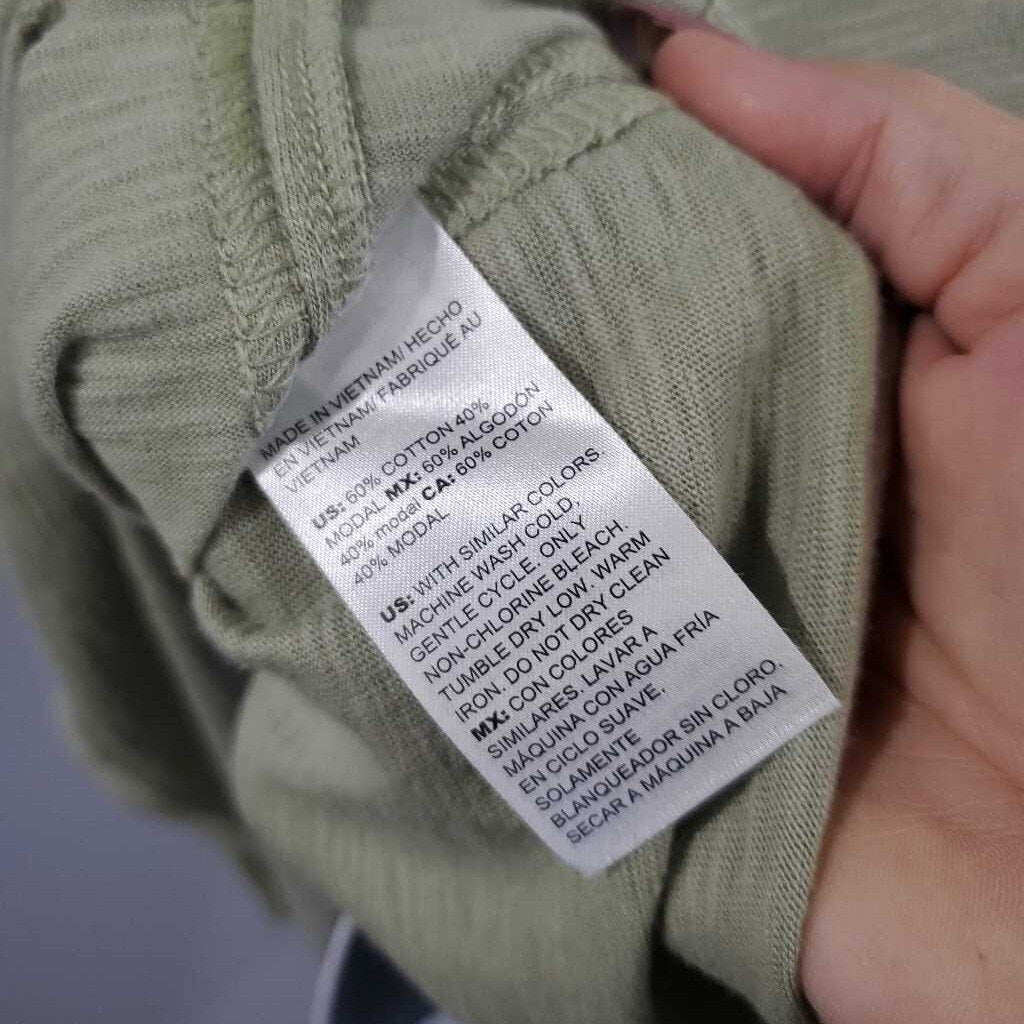 MADE IN VIETNAM/ HECHO
EN VIETNAM/ FABRIQUÉ AU
VIETNAM
US: 60% COTTON 40%
MODAL MX: 60% ALGODÓN
40% modal CA: 60% COTON
40% MODAL
US: WITH SIMILAR COLORS.
MACHINE WASH COLD,
GENTLE CYCLE. ONLY
NON-CHLORINE BLEACH.
TUMBLE DRY LOW. WARM
IRON. DO NOT DRY CLEAN
MX: CON COLORES
SIMILARES. LAVAR A
MÁQUINA CON AGUA FRÍA
EN CICLO SUAVE,
SOLAMENTE
BLANQUEADOR SIN CLORO,
SECAR A MÁQUINA A BAJA